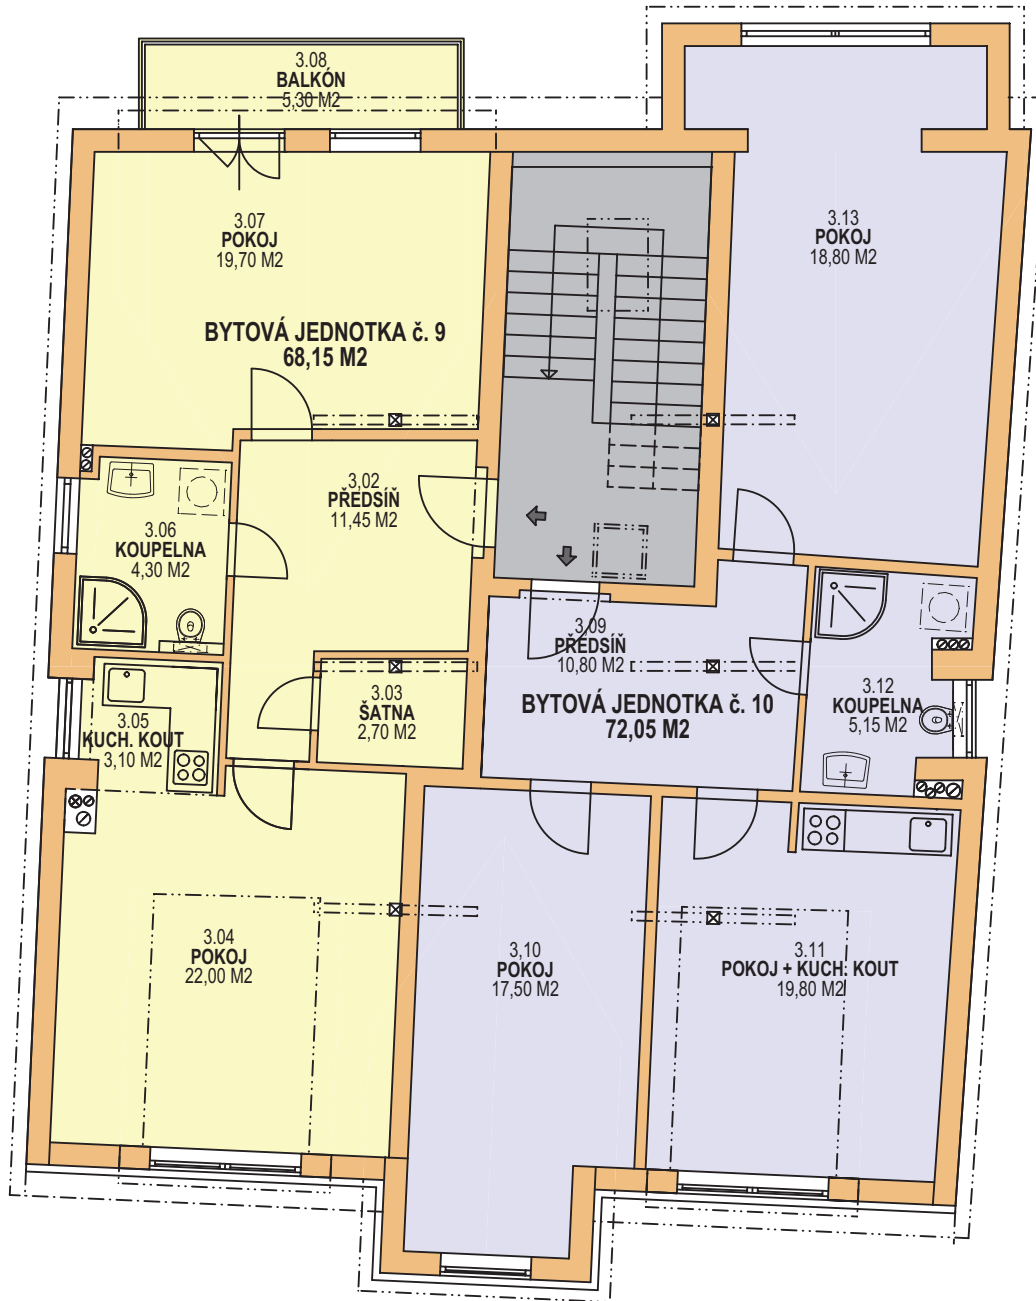 3.08
BALKÓN
5,30 M2
3.07
POKOJ
19,70 M2
3.13
POKOJ
18,80 M2
BYTOVÁ JEDNOTKA č. 9
68,15 M2
3,02
PŘEDSÍŇ
11,45 M2
3.06
KOUPELNA
4,30 M2
3.09
PŘEDSÍŇ
10,80 M2
3.03
ŠATNA
2,70 M2
BYTOVÁ JEDNOTKA č. 10
72,05 M2
3.12
KOUPELNA
5,15 M2
3.05
KUCH. KOUT
3,10 M2
3.04
POKOJ
22,00 M2
3,10
POKOJ
17,50 M2
3.11
POKOJ + KUCH. KOUT
19,80 M2